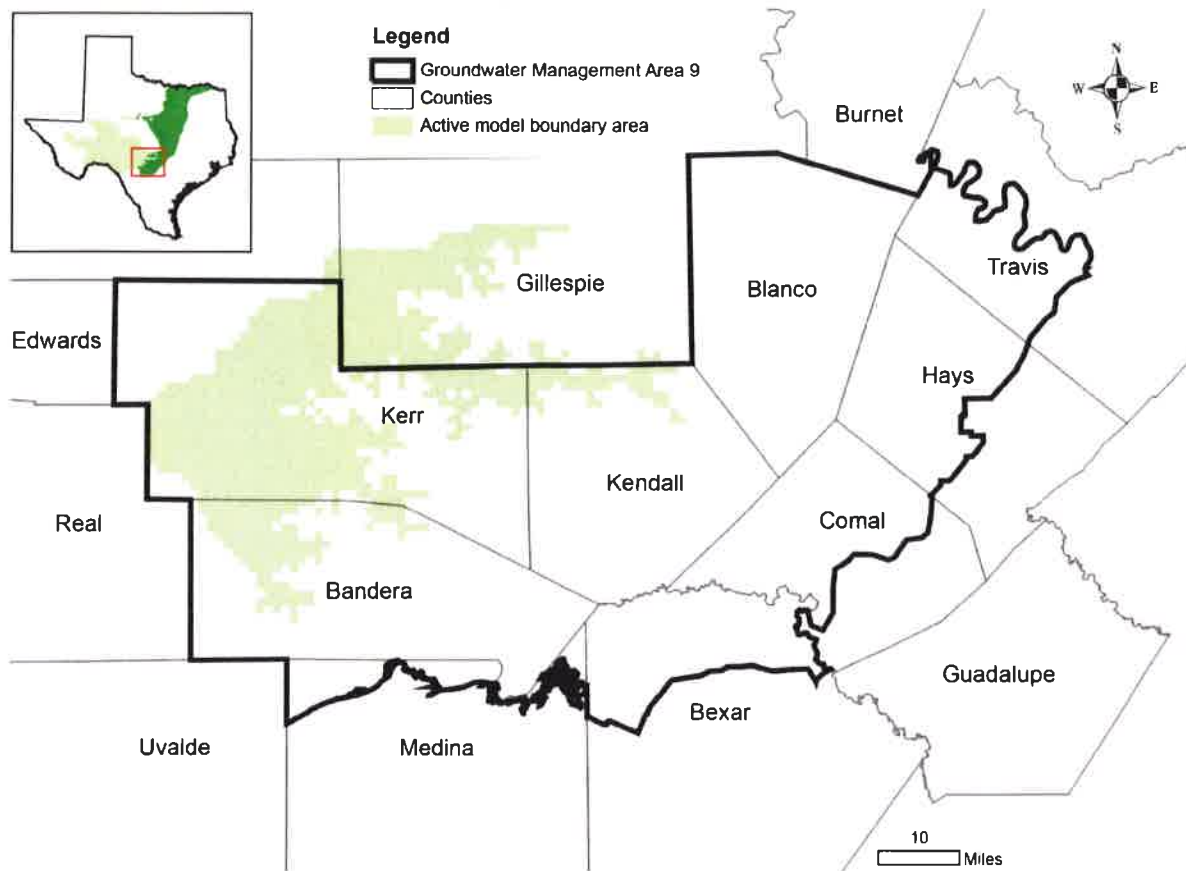 Legend
Groundwater Management Area 9
Counties
Active model boundary area
N
W E
S
Burnet
Travis
Gillespie
Blanco
Edwards
Hays
Kerr
Kendall
Comal
Real
Bandera
Guadalupe
Bexar
Uvalde
Medina
10
Miles